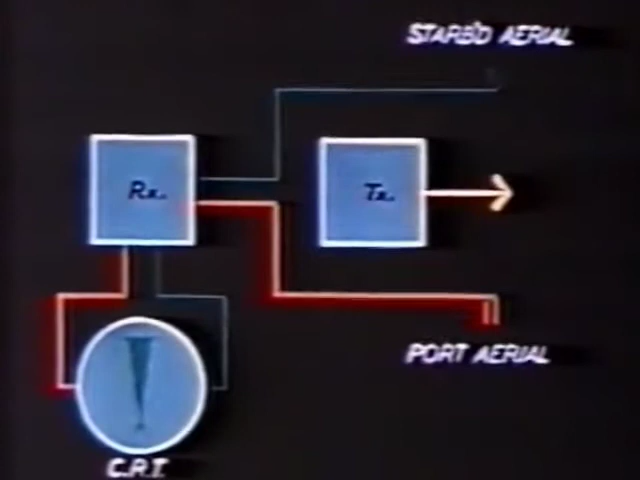 STARB'D AERIAL
Rx.
Tx.
PORT AERIAL
C.R.T.